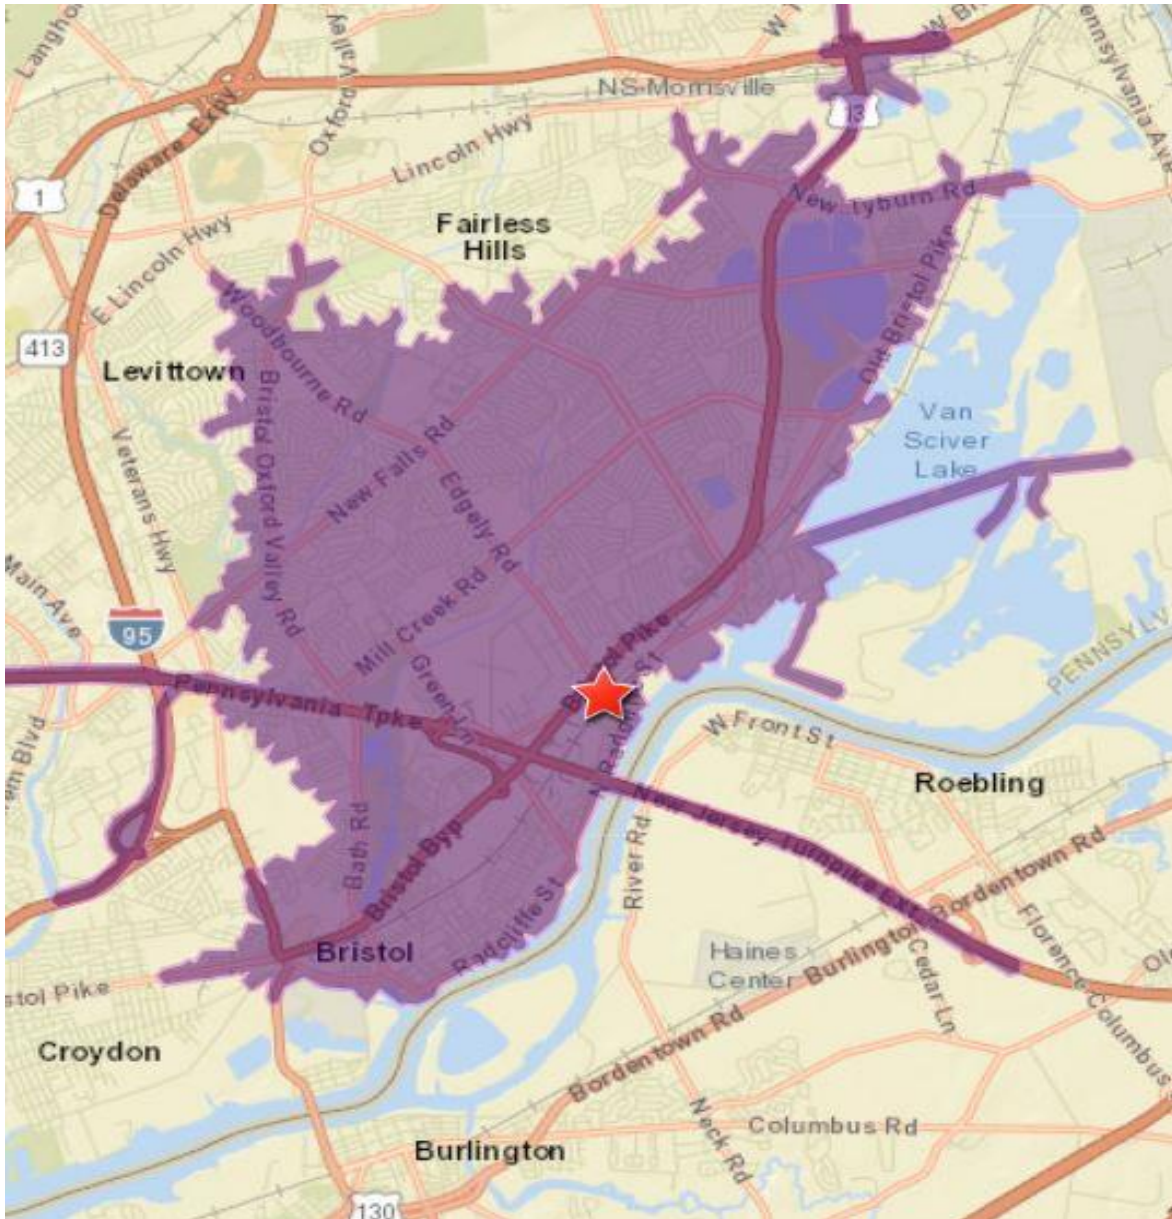 Oxford Valley
NS-Morrisville
13
Lincoln Hwy
1
Delaware Expy
Fairless
Hills
New Tyburn Rd
E Lincoln Hwy
Woodbourne Rd
Old Bristol Pike
413
Levittown
Bristol Oxford Valley Rd
Van
Sciver
Lake
Veterans Hwy
New Falls Rd
Edgely Rd
Main Ave
Mill Creek Rd
95
Green Ln
Pennsylvania Tpke
W Front St
Roebling
New-Jersey-Turnpike-Ext
River Rd
Bath Rd
Bristol Byp
Burlington Bordentown Rd
Bristol
Radcliffe St
Haines
Center
Cedar Ln
Florence Columbus
stol Pike
Croydon
Bordentown Rd
Neck Rd
Columbus Rd
Burlington
130